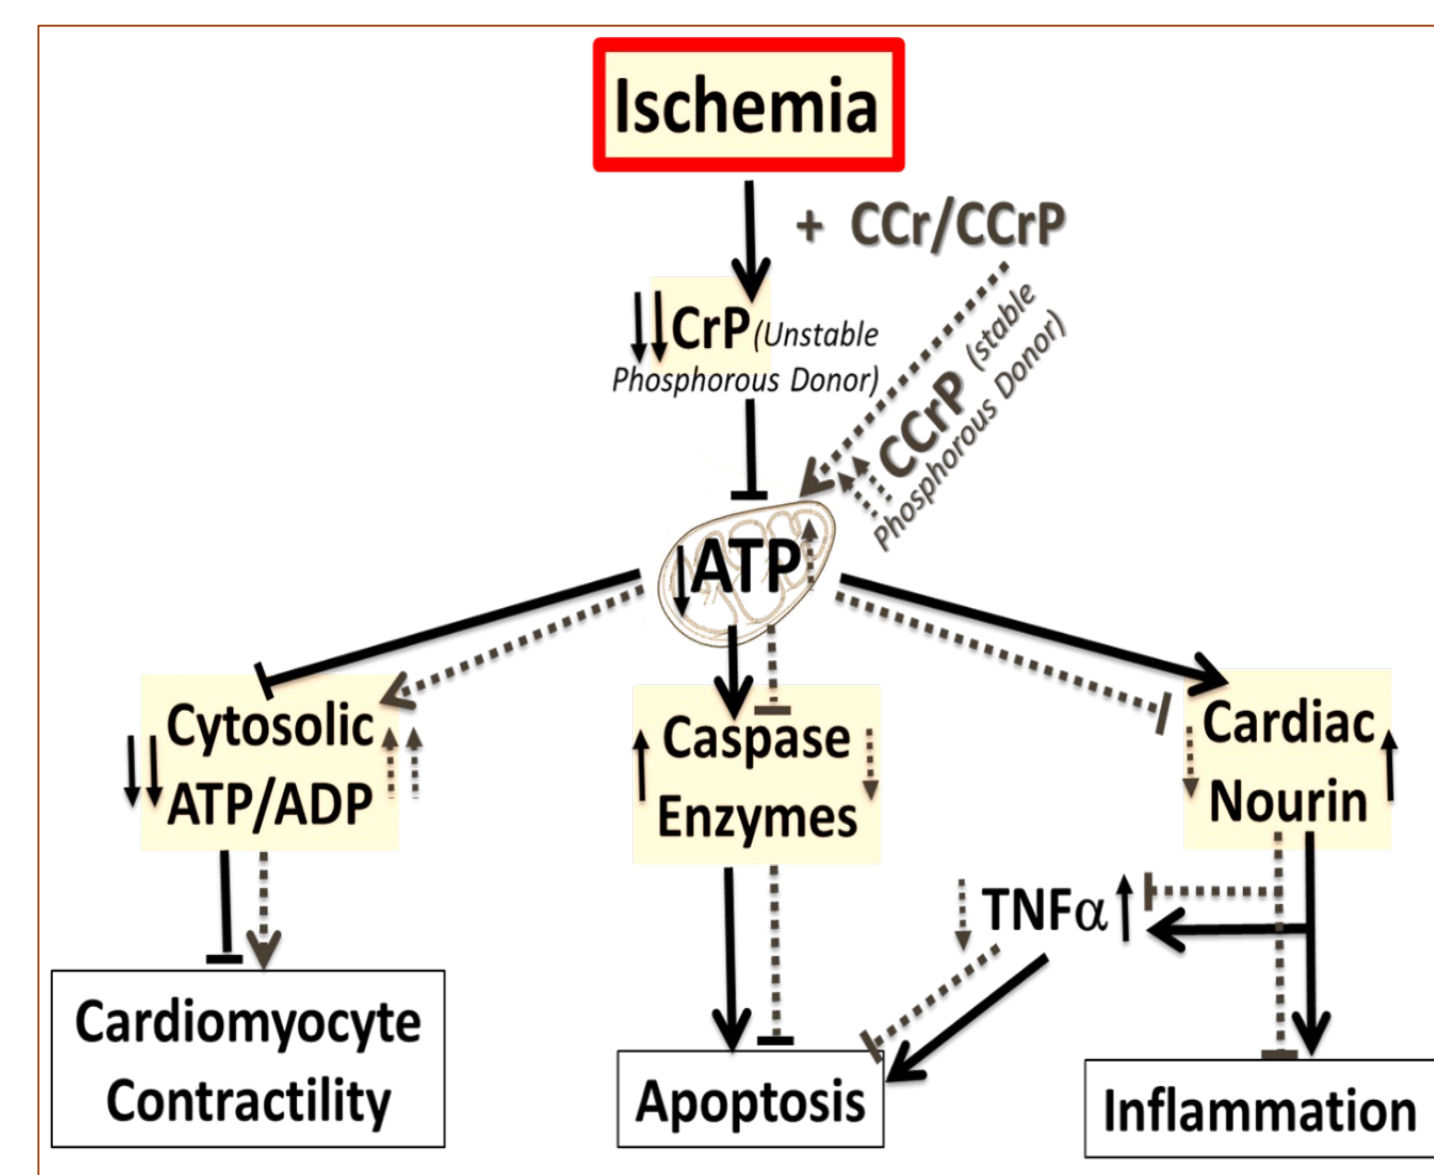 Ischemia
+ CCr/CCrP
CrP (Unstable
Phosphorous Donor)
CCrP (stable
Phosphorous Donor)
ATP
Cytosolic
ATP/ADP
Caspase
Enzymes
Cardiac
Nourin
TNFα
Cardiomyocyte
Contractility
Apoptosis
Inflammation